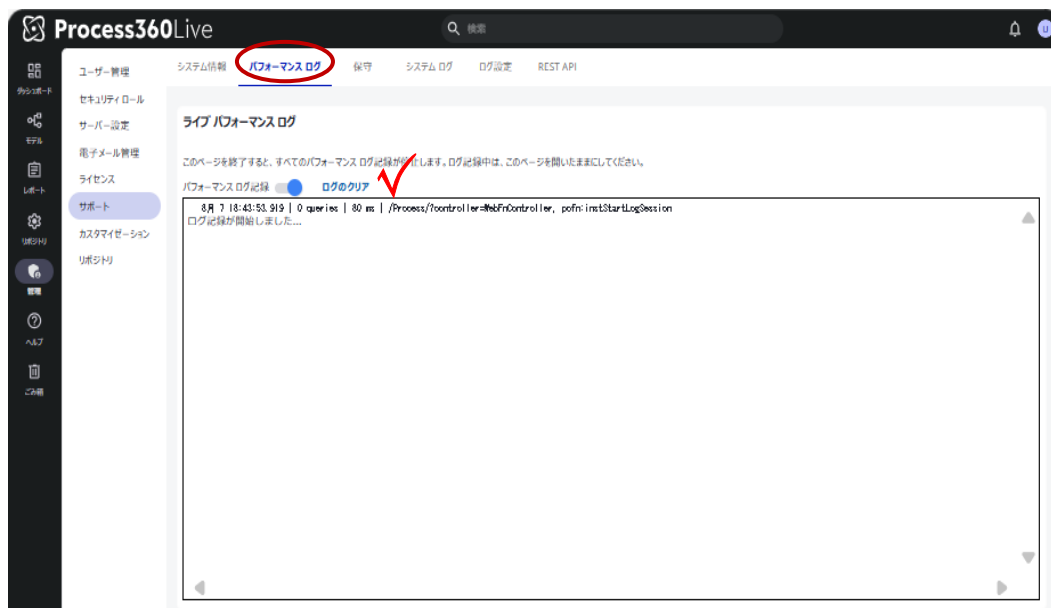 Process360Live
検索
U
ダッシュボード
モデル
レポート
リポジトリ
管理
ヘルプ
ごみ箱
ユーザー管理
セキュリティ ロール
サーバー設定
電子メール管理
ライセンス
サポート
カスタマイゼーション
リポジトリ
システム情報 パフォーマンス ログ 保守 システム ログ ログ設定 REST API
ライブ パフォーマンス ログ
このページを終了すると、すべてのパフォーマンス ログ記録が停止します。ログ記録中は、このページを開いたままにしてください。
パフォーマンス ログ記録 ログのクリア
8月 7 18:43:53.919 | 0 queries | 80 ms | /Process/?controller=WebFnController, pofn:instStartLogSession
ログ記録が開始しました...